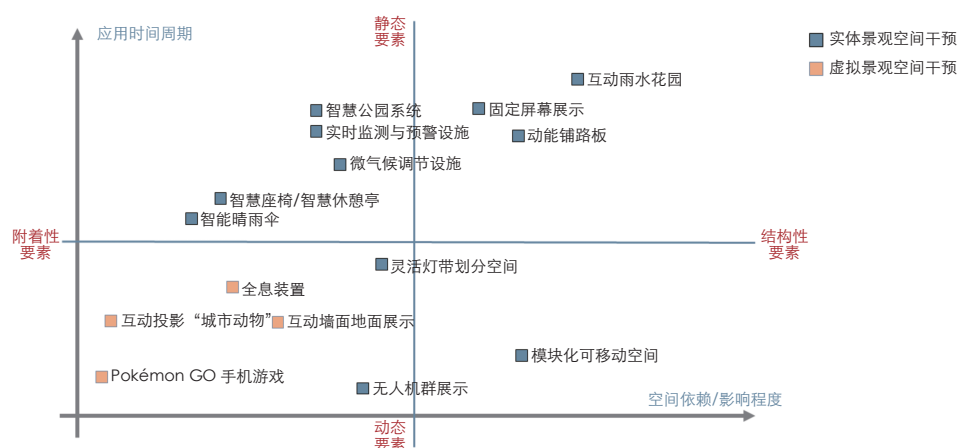 应用时间周期
静态
要素
实体景观空间干预
虚拟景观空间干预
互动雨水花园
智慧公园系统
固定屏幕展示
实时监测与预警设施
动能铺路板
微气候调节设施
智慧座椅/智慧休憩亭
智能晴雨伞
附着性
要素
结构性
要素
灵活灯带划分空间
全息装置
互动投影“城市动物”
互动墙面地面展示
模块化可移动空间
Pokémon GO 手机游戏
无人机群展示
空间依赖/影响程度
动态
要素